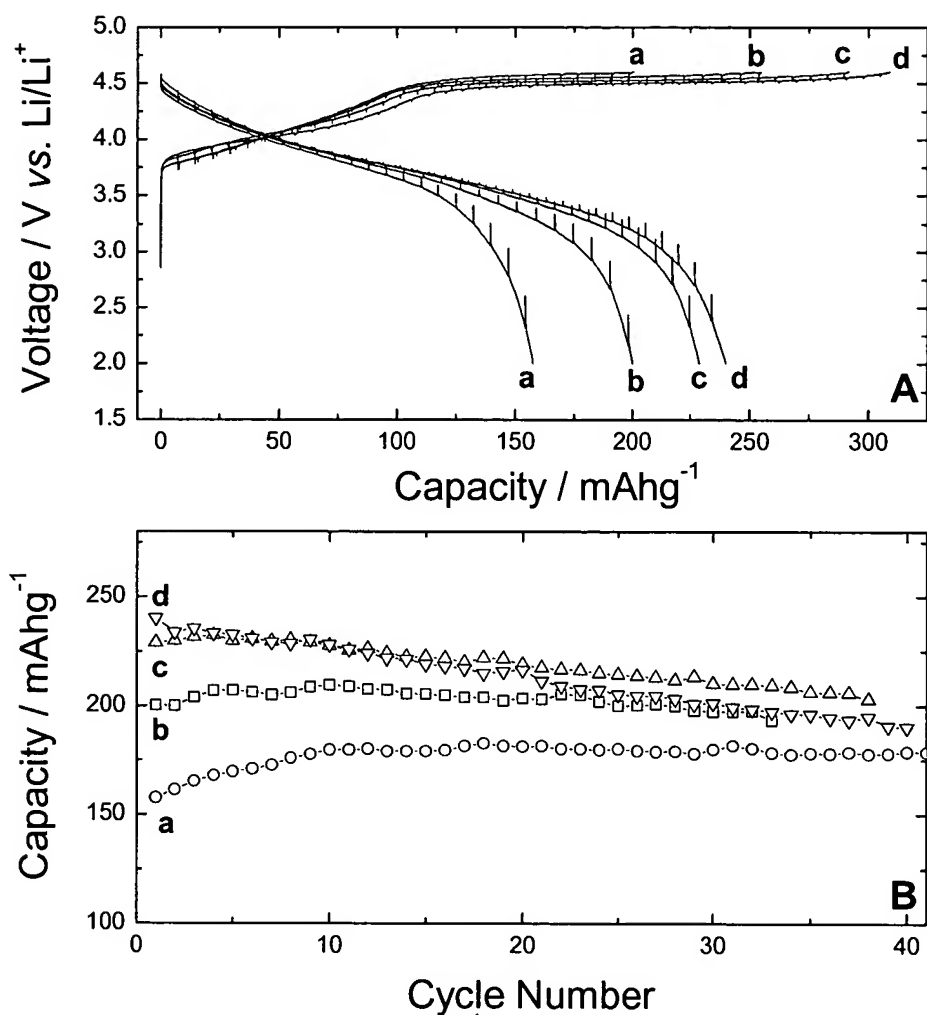 5.0
4.5
4.0
3.5
3.0
2.5
2.0
1.5
Voltage / V vs. Li/Li⁺
a b c d
a b c d
A
0 50 100 150 200 250 300
Capacity / mAhg⁻¹
250
200
150
100
Capacity / mAhg⁻¹
d
c
b
a
B
0 10 20 30 40
Cycle Number